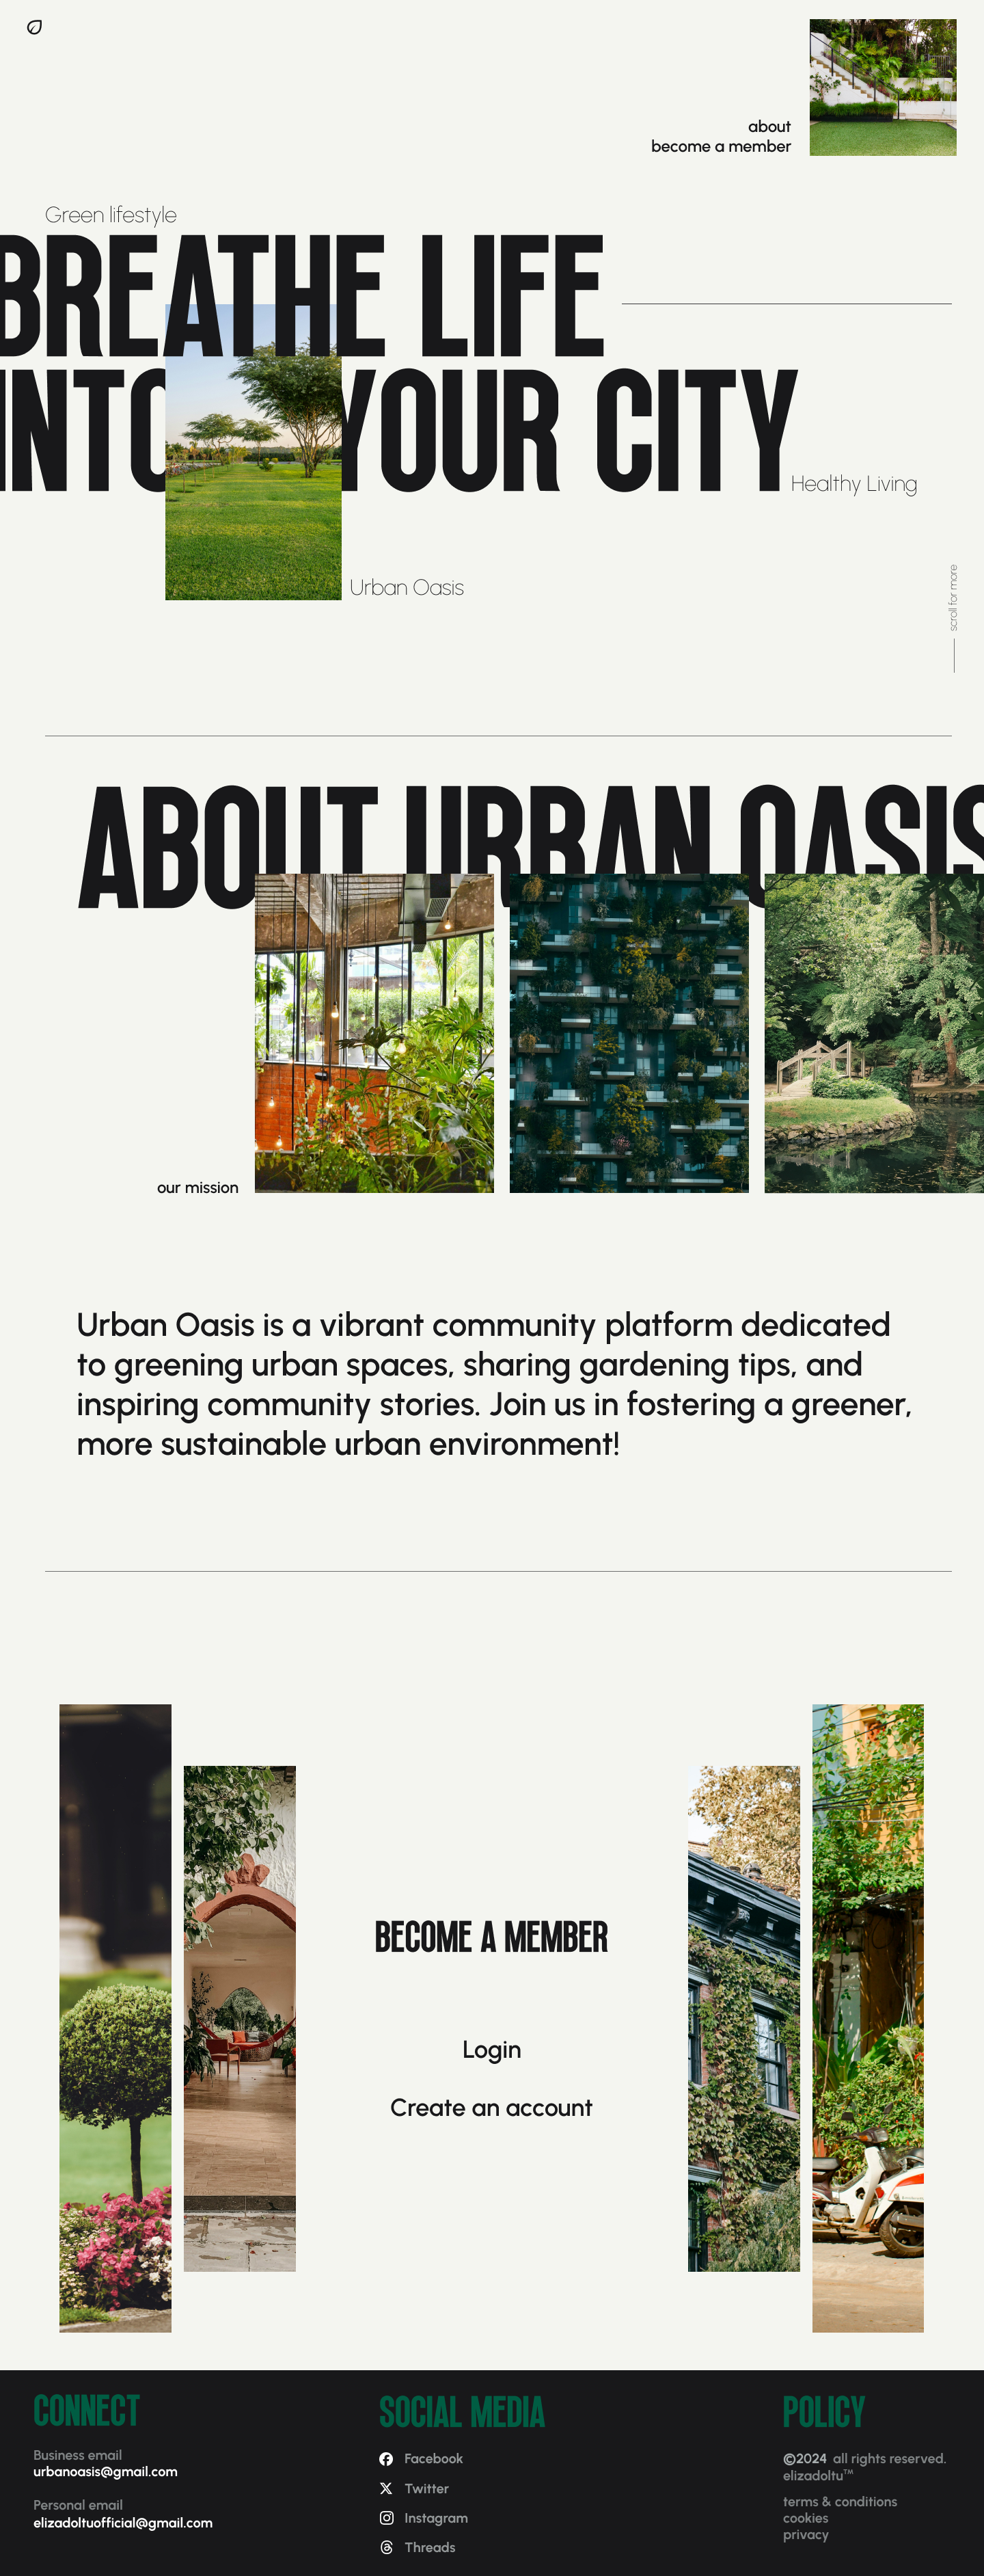 about
become a member
Green lifestyle
BREATHE LIFE
INTO YOUR CITY
Healthy Living
Urban Oasis
scroll for more
ABOUT URBAN OASIS
our mission
Urban Oasis is a vibrant community platform dedicated
to greening urban spaces, sharing gardening tips, and
inspiring community stories. Join us in fostering a greener,
more sustainable urban environment!
BECOME A MEMBER
Login
Create an account
CONNECT
Business email
urbanoasis@gmail.com
Personal email
elizadoltuofficial@gmail.com
SOCIAL MEDIA
Facebook
Twitter
Instagram
Threads
POLICY
©2024 all rights reserved.
elizadoltu™
terms & conditions
cookies
privacy